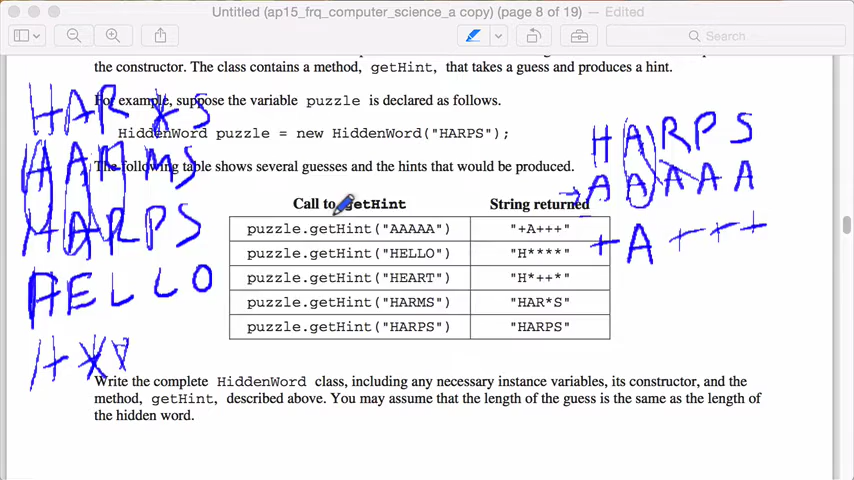 Untitled (ap15_frq_computer_science_a copy) (page 8 of 19) — Edited
Search
the constructor. The class contains a method, getHint, that takes a guess and produces a hint.
For example, suppose the variable puzzle is declared as follows.
HiddenWord puzzle = new HiddenWord("HARPS");
The following table shows several guesses and the hints that would be produced.
Call to getHint String returned
puzzle.getHint("AAAAA") "+A+++"
puzzle.getHint("HELLO") "H****"
puzzle.getHint("HEART") "H*++*"
puzzle.getHint("HARMS") "HAR*S"
puzzle.getHint("HARPS") "HARPS"
Write the complete HiddenWord class, including any necessary instance variables, its constructor, and the
method, getHint, described above. You may assume that the length of the guess is the same as the length of
the hidden word.
HAR*S
HARMS
HARPS
HELLO
HARPS
AAAAA
+A+++